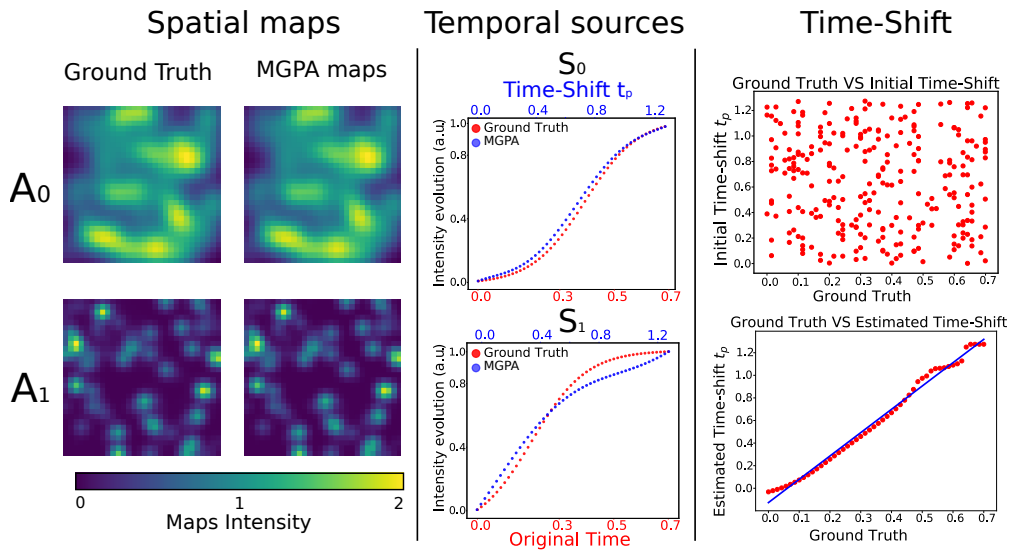 Spatial maps
Ground Truth
MGPA maps
A0
A1
0
1
2
Maps Intensity
Temporal sources
S0
Time-Shift tp
0.0 0.4 0.8 1.2
Ground Truth
MGPA
Intensity evolution (a.u)
1.0
0.8
0.4
0.0
0.0 0.3 0.5 0.7
S1
0.0 0.4 0.8 1.2
Ground Truth
MGPA
Intensity evolution (a.u)
1.0
0.8
0.4
0.0
0.0 0.3 0.5 0.7
Original Time
Time-Shift
Ground Truth VS Initial Time-Shift
Initial Time-shift tp
1.2
1.0
0.8
0.6
0.4
0.2
0.0
0.0 0.1 0.2 0.3 0.4 0.5 0.6 0.7
Ground Truth
Ground Truth VS Estimated Time-Shift
Estimated Time-shift tp
1.2
1.0
0.8
0.6
0.4
0.2
0.0
0.0 0.1 0.2 0.3 0.4 0.5 0.6 0.7
Ground Truth